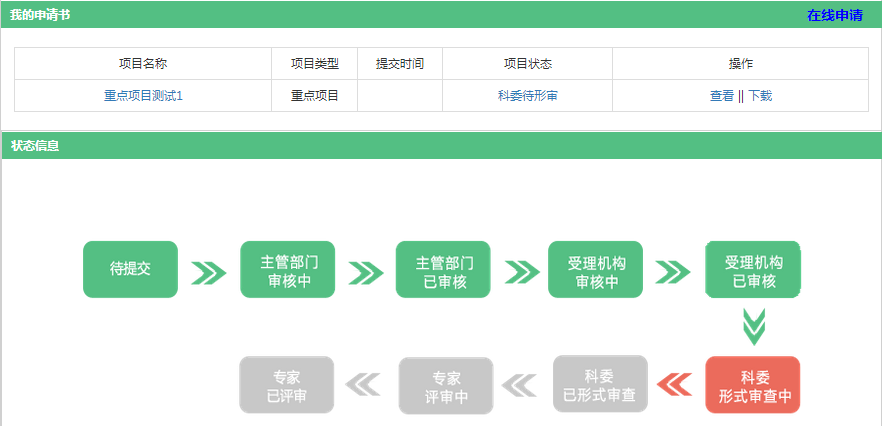 我的申请书 在线申请
项目名称 项目类型 提交时间 项目状态 操作
重点项目测试1 重点项目 科委待形审 查看 || 下载
状态信息
待提交
主管部门
审核中
主管部门
已审核
受理机构
审核中
受理机构
已审核
科委
形式审查中
科委
已形式审查
专家
评审中
专家
已评审